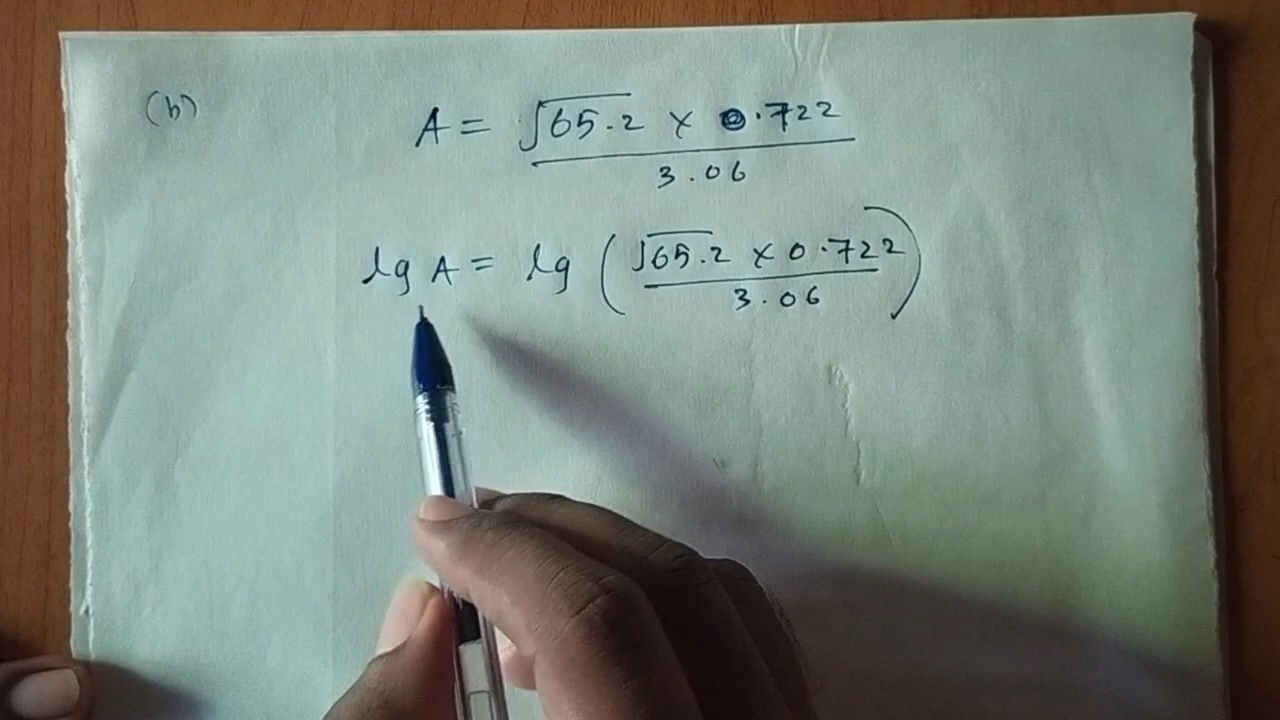 (b) A = √65.2 × 0.722 / 3.06
lg A = lg (√65.2 × 0.722 / 3.06)